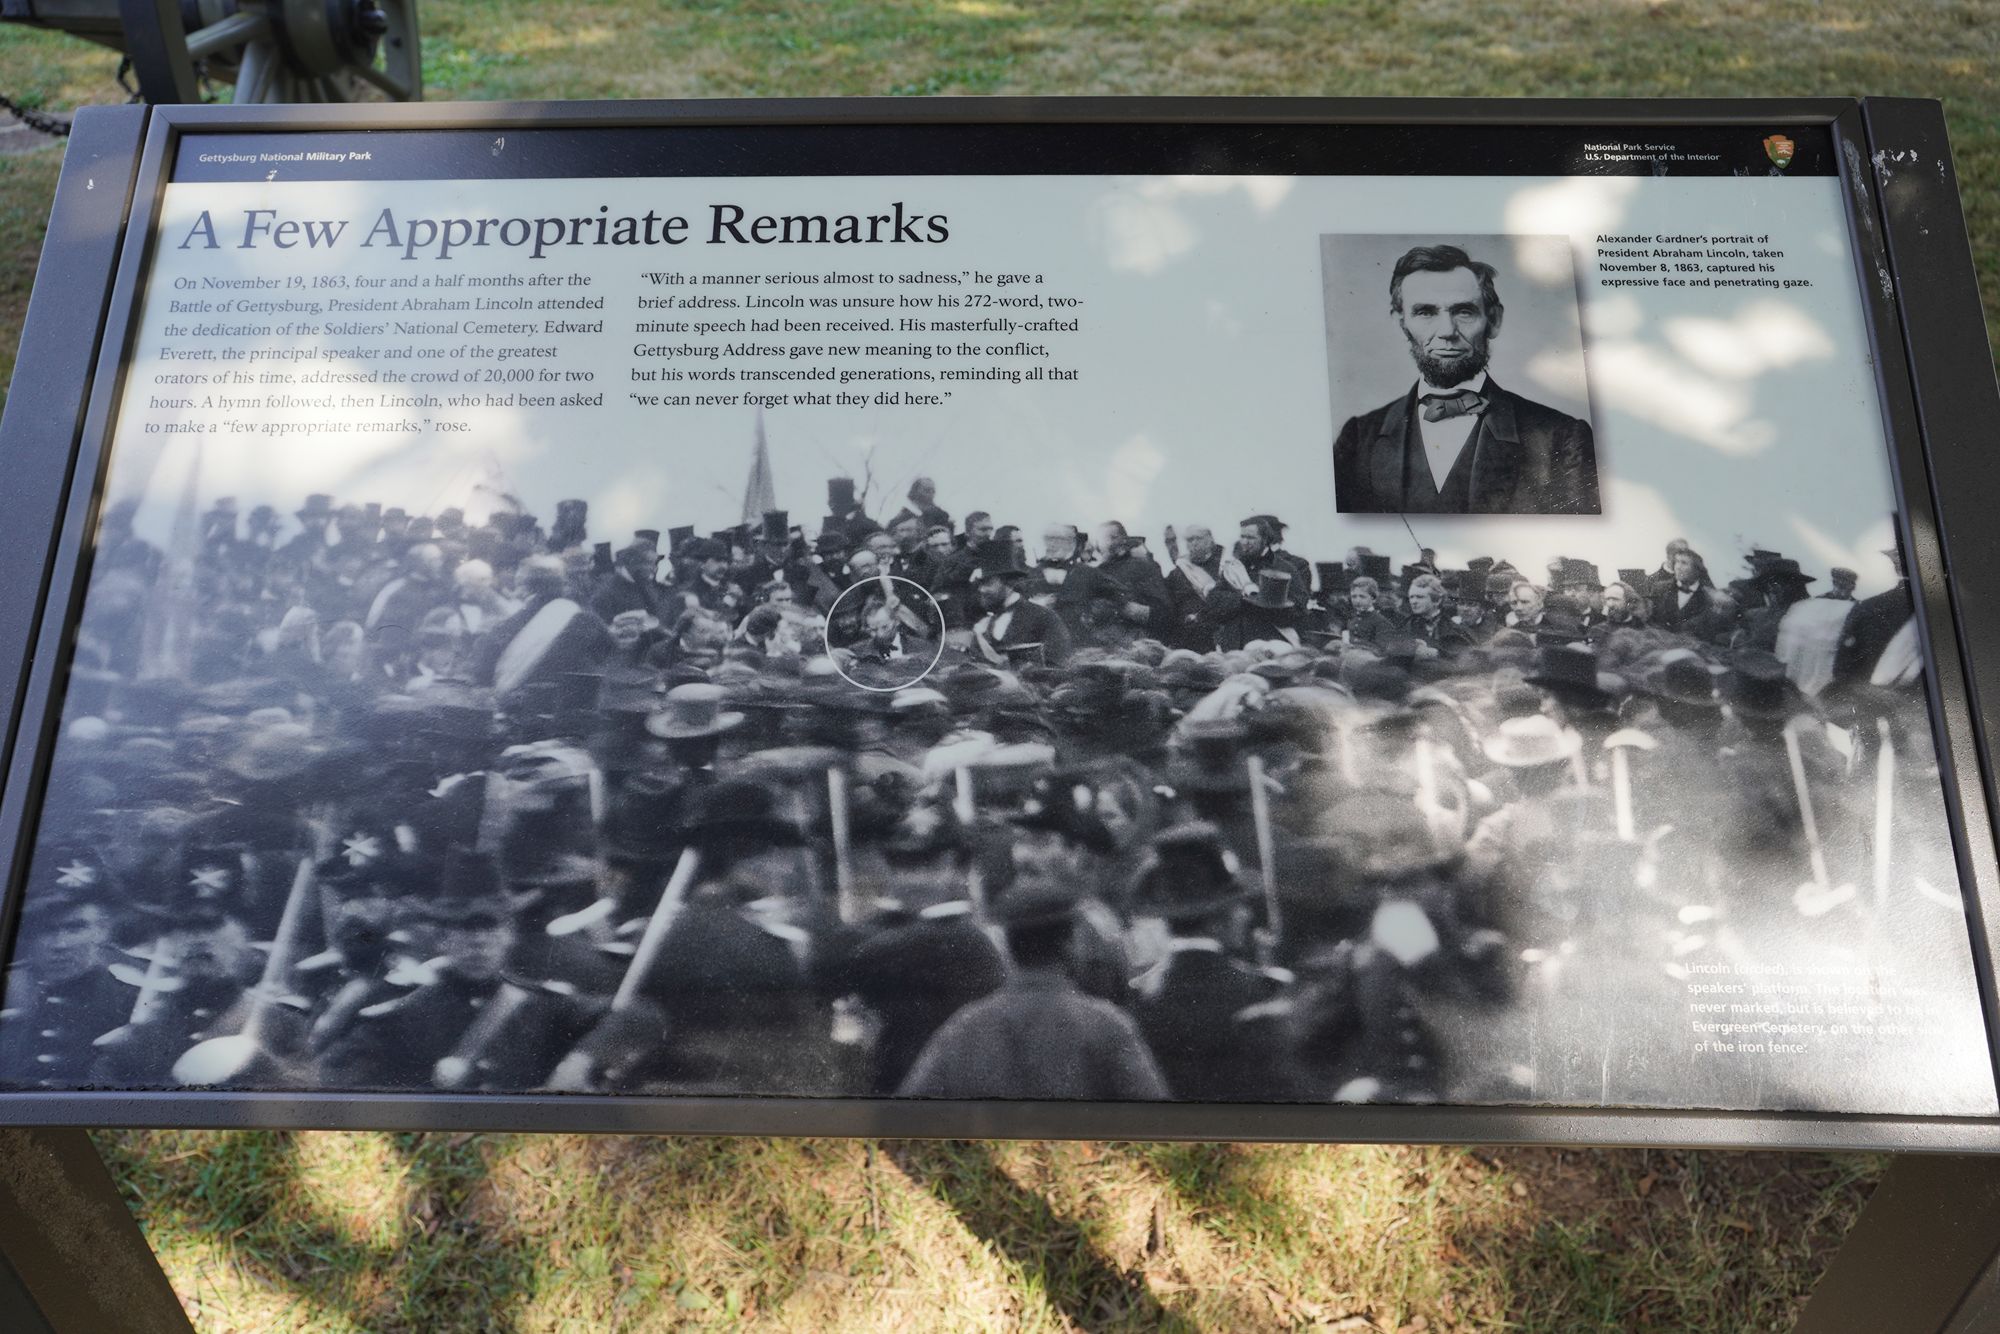 Gettysburg National Military Park
National Park Service
U.S. Department of the Interior
A Few Appropriate Remarks
On November 19, 1863, four and a half months after the
Battle of Gettysburg, President Abraham Lincoln attended
the dedication of the Soldiers’ National Cemetery. Edward
Everett, the principal speaker and one of the greatest
orators of his time, addressed the crowd of 20,000 for two
hours. A hymn followed, then Lincoln, who had been asked
to make a “few appropriate remarks,” rose.
“With a manner serious almost to sadness,” he gave a
brief address. Lincoln was unsure how his 272-word, two-
minute speech had been received. His masterfully-crafted
Gettysburg Address gave new meaning to the conflict,
but his words transcended generations, reminding all that
“we can never forget what they did here.”
Alexander Gardner’s portrait of
President Abraham Lincoln, taken
November 8, 1863, captured his
expressive face and penetrating gaze.
Lincoln (circled), is shown on the
speakers’ platform. The location was
never marked, but is believed to be
Evergreen Cemetery, on the other side
of the iron fence.